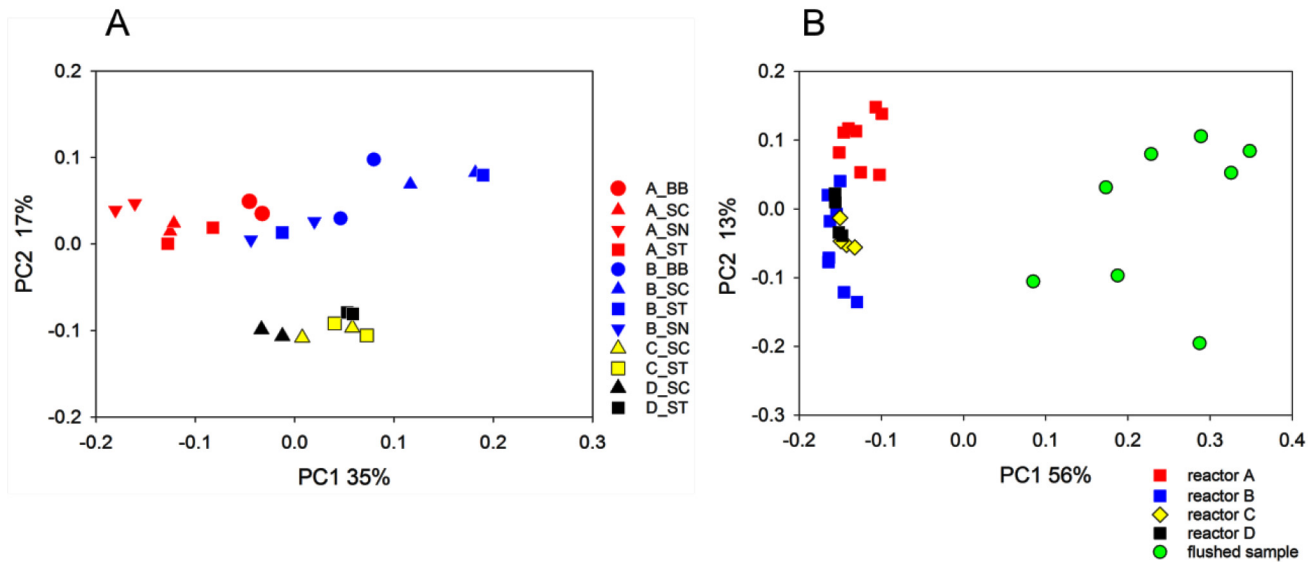 A
0.2
0.1
0.0
-0.1
-0.2
PC2 17%
-0.2 -0.1 0.0 0.1 0.2 0.3
PC1 35%
A_BB
A_SC
A_SN
A_ST
B_BB
B_SC
B_ST
B_SN
C_SC
C_ST
D_SC
D_ST
B
0.2
0.1
0.0
-0.1
-0.2
-0.3
PC2 13%
-0.2 -0.1 0.0 0.1 0.2 0.3 0.4
PC1 56%
reactor A
reactor B
reactor C
reactor D
flushed sample